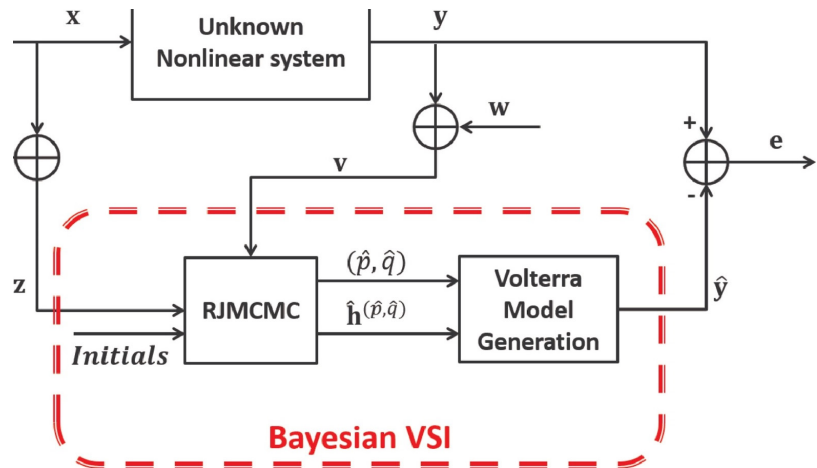 x
Unknown
Nonlinear system
y
w
+
e
v
-
z
RJMCMC
(p̂, q̂)
ĥ^(p̂,q̂)
Initials
Volterra
Model
Generation
ŷ
Bayesian VSI